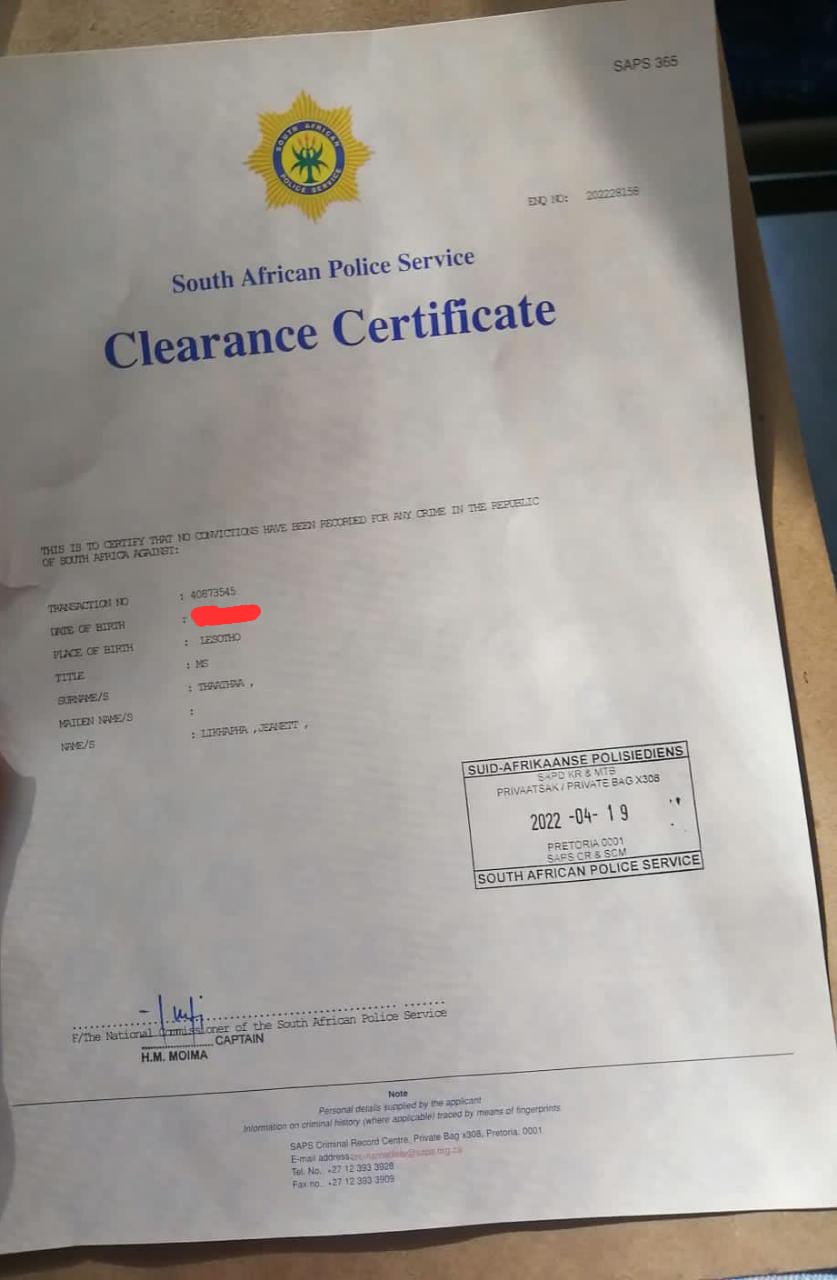 SAPS 365
SOUTH AFRICAN
POLICE SERVICE
ENQ NO: 202228158
South African Police Service
Clearance Certificate
THIS IS TO CERTIFY THAT NO CONVICTIONS HAVE BEEN RECORDED FOR ANY CRIME IN THE REPUBLIC
OF SOUTH AFRICA AGAINST:
TRANSACTION NO : 40873545
DATE OF BIRTH :
PLACE OF BIRTH : LESOTHO
TITLE : MS
SURNAME/S : THAATHAA ,
MAIDEN NAME/S :
NAME/S : LIKHAPHA ,JEANETT ,
SUID-AFRIKAANSE POLISIEDIENS
SAPD KR & MTB
PRIVAATSAK / PRIVATE BAG X308
2022 -04- 19
PRETORIA 0001
SAPS CR & SCM
SOUTH AFRICAN POLICE SERVICE
F/The National Commissioner of the South African Police Service
CAPTAIN
H.M. MOIMA
Note
Personal details supplied by the applicant
Information on criminal history (where applicable) traced by means of fingerprints
SAPS Criminal Record Centre, Private Bag x308, Pretoria, 0001
E-mail address:
Tel. No. +27 12 393 3928
Fax no. +27 12 393 3909